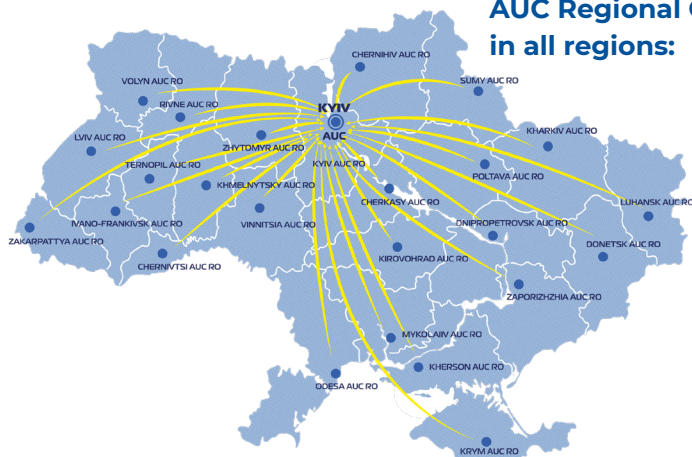 AUC Regional
in all regions:
CHERNIHIV AUC RO
VOLYN AUC RO
SUMY AUC RO
RIVNE AUC RO
KYIV
AUC
LVIV AUC RO
ZHYTOMYR AUC RO
KHARKIV AUC RO
TERNOPIL AUC RO
KYIV AUC RO
POLTAVA AUC RO
KHMELNYTSKY AUC RO
CHERKASY AUC RO
LUHANSK AUC RO
IVANO-FRANKIVSK AUC RO
VINNITSIA AUC RO
DNIPROPETROVSK AUC RO
ZAKARPATTYA AUC RO
DONETSK AUC RO
CHERNIVTSI AUC RO
KIROVOHRAD AUC RO
ZAPORIZHZHIA AUC RO
MYKOLAIIV AUC RO
KHERSON AUC RO
ODESA AUC RO
KRYM AUC RO